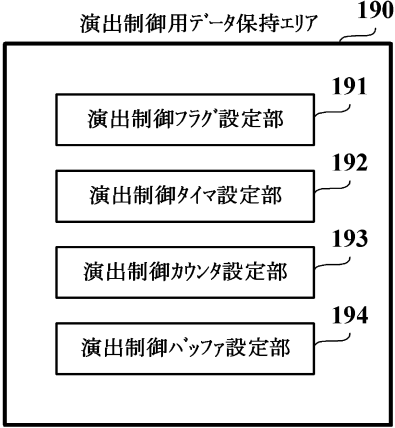 演出制御用ﾃﾞｰﾀ保持ｴﾘｱ
190
191
演出制御ﾌﾗｸﾞ設定部
192
演出制御ﾀｲﾏ設定部
193
演出制御ｶｳﾝﾀ設定部
194
演出制御ﾊﾞｯﾌｧ設定部